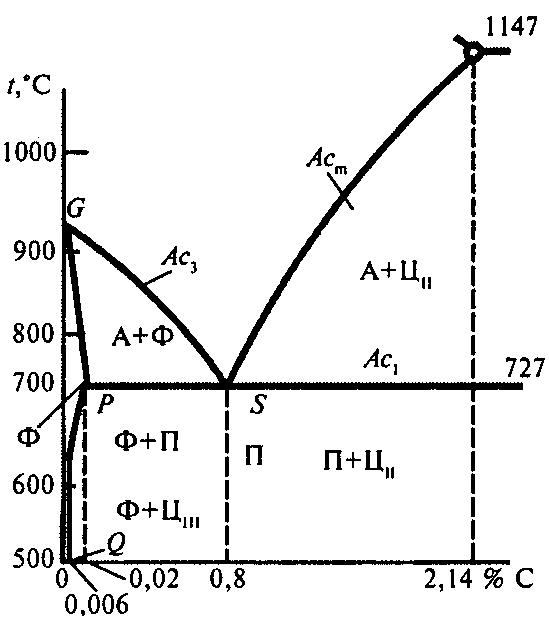 1147
t,°C
1000
Ac_m
G
900
Ac_3
А+Ц_II
800
А+Ф
Ac_1
727
700
P
S
Ф
Ф+П
П
П+Ц_II
600
Ф+Ц_III
Q
500
0
0,02
0,8
2,14 % С
0,006